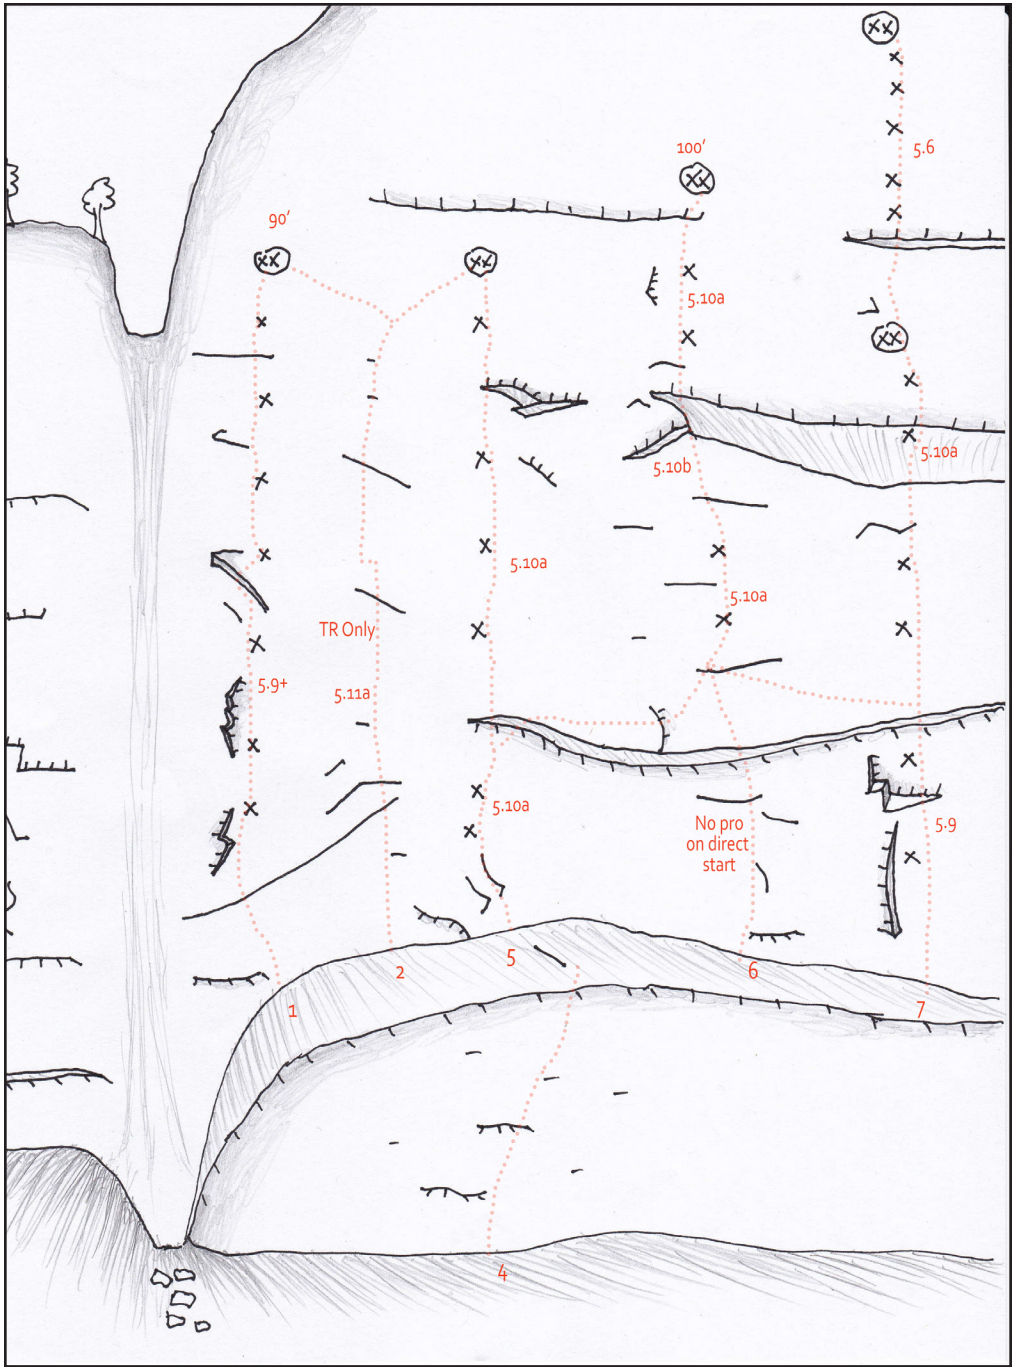 5.6
100'
90'
5.10a
5.10a
5.10b
5.10a
5.10a
TR Only
5.9+
5.11a
5.10a
No pro
on direct
start
5.9
1
2
5
6
7
4